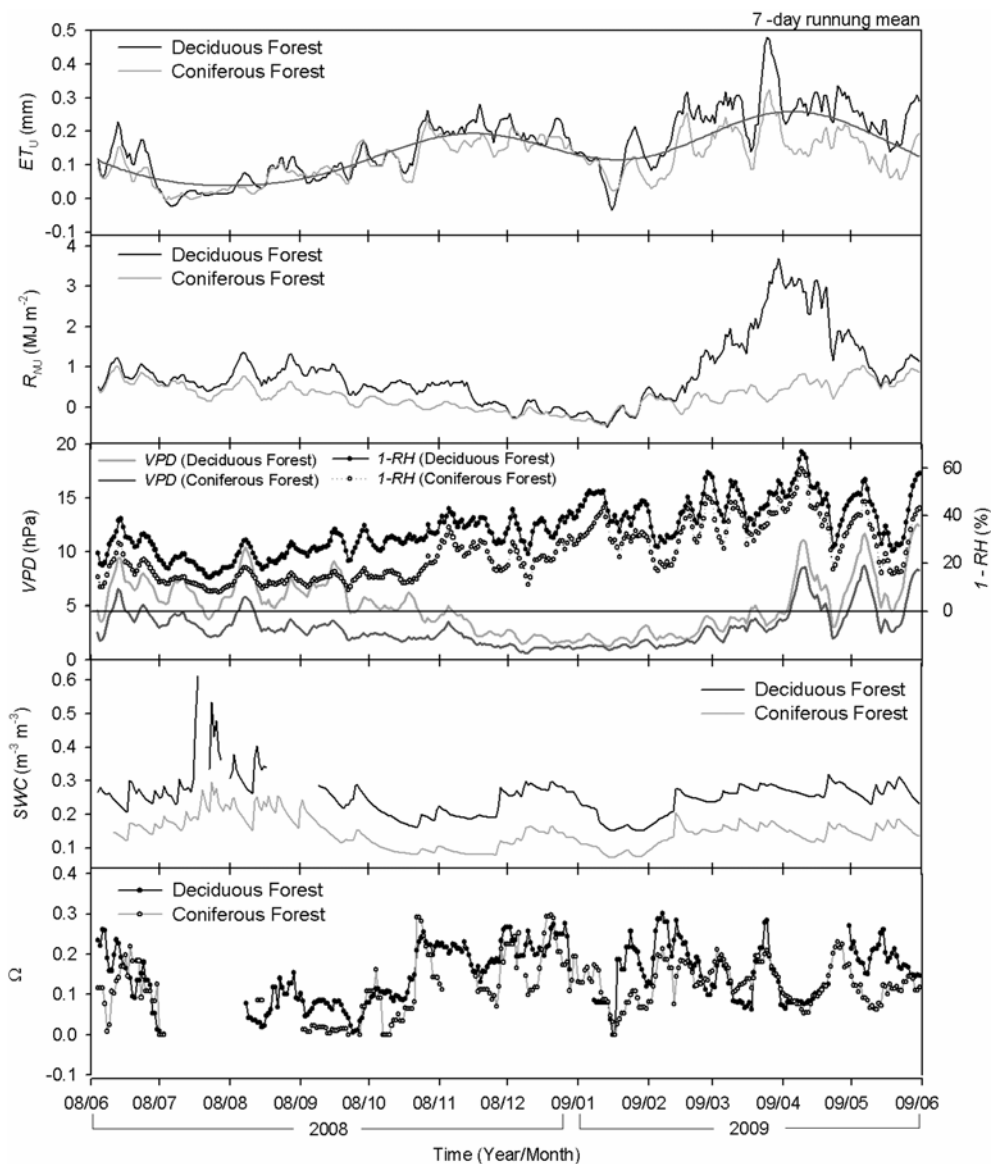 7 -day runnung mean
0.5
0.4
0.3
0.2
0.1
0.0
-0.1
ET_U (mm)
Deciduous Forest
Coniferous Forest
4
3
2
1
0
R_NU (MJ m⁻²)
Deciduous Forest
Coniferous Forest
20
15
10
5
0
VPD (hPa)
VPD (Deciduous Forest)
VPD (Coniferous Forest)
1-RH (Deciduous Forest)
1-RH (Coniferous Forest)
60
40
20
0
1 - RH (%)
0.6
0.5
0.4
0.3
0.2
0.1
SWC (m⁻³ m⁻³)
Deciduous Forest
Coniferous Forest
0.4
0.3
0.2
0.1
0.0
-0.1
Ω
Deciduous Forest
Coniferous Forest
08/06 08/07 08/08 08/09 08/10 08/11 08/12 09/01 09/02 09/03 09/04 09/05 09/06
2008 2009
Time (Year/Month)